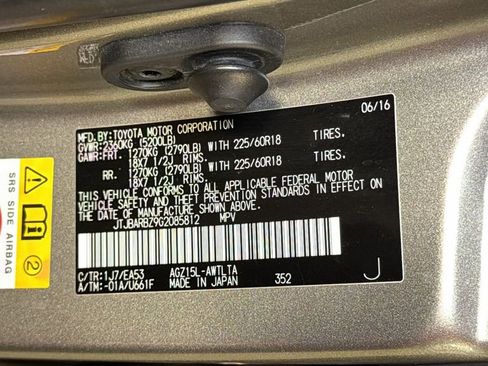 06/16
MFD.BY:TOYOTA MOTOR CORPORATION
GVWR:2360KG (5200LB)
GAWR:FRT. 1270KG (2790LB) WITH 225/60R18 TIRES.
18X7 1/2J RIMS.
RR. 1270KG (2790LB) WITH 225/60R18 TIRES.
18X7 1/2J RIMS.
THIS VEHICLE CONFORMS TO ALL APPLICABLE FEDERAL MOTOR
VEHICLE SAFETY AND THEFT PREVENTION STANDARDS IN EFFECT ON
THE DATE OF MANUFACTURE SHOWN ABOVE.
JTJBARBZ9G2085812 MPV
C/TR:1J7/EA53 AGZ15L-AWTLTA
A/TM:-01A/U661F MADE IN JAPAN 352 J
SRS SIDE AIRBAG
2